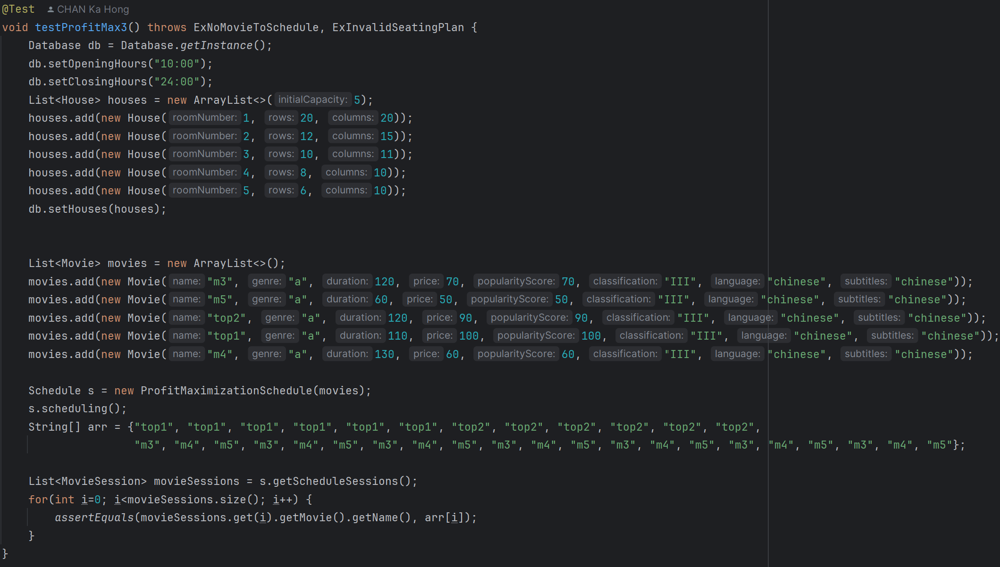 @Test CHAN Ka Hong
void testProfitMax3() throws ExNoMovieToSchedule, ExInvalidSeatingPlan {
Database db = Database.getInstance();
db.setOpeningHours("10:00");
db.setClosingHours("24:00");
List<House> houses = new ArrayList<>( initialCapacity: 5);
houses.add(new House( roomNumber: 1, rows: 20, columns: 20));
houses.add(new House( roomNumber: 2, rows: 12, columns: 15));
houses.add(new House( roomNumber: 3, rows: 10, columns: 11));
houses.add(new House( roomNumber: 4, rows: 8, columns: 10));
houses.add(new House( roomNumber: 5, rows: 6, columns: 10));
db.setHouses(houses);
List<Movie> movies = new ArrayList<>();
movies.add(new Movie( name: "m3", genre: "a", duration: 120, price: 70, popularityScore: 70, classification: "III", language: "chinese", subtitles: "chinese"));
movies.add(new Movie( name: "m5", genre: "a", duration: 60, price: 50, popularityScore: 50, classification: "III", language: "chinese", subtitles: "chinese"));
movies.add(new Movie( name: "top2", genre: "a", duration: 120, price: 90, popularityScore: 90, classification: "III", language: "chinese", subtitles: "chinese"));
movies.add(new Movie( name: "top1", genre: "a", duration: 110, price: 100, popularityScore: 100, classification: "III", language: "chinese", subtitles: "chinese"));
movies.add(new Movie( name: "m4", genre: "a", duration: 130, price: 60, popularityScore: 60, classification: "III", language: "chinese", subtitles: "chinese"));
Schedule s = new ProfitMaximizationSchedule(movies);
s.scheduling();
String[] arr = {"top1", "top1", "top1", "top1", "top1", "top1", "top2", "top2", "top2", "top2", "top2", "top2",
"m3", "m4", "m5", "m3", "m4", "m5", "m3", "m4", "m5", "m3", "m4", "m5", "m3", "m4", "m5", "m3", "m4", "m5", "m3", "m4", "m5"};
List<MovieSession> movieSessions = s.getScheduleSessions();
for(int i=0; i<movieSessions.size(); i++) {
assertEquals(movieSessions.get(i).getMovie().getName(), arr[i]);
}
}